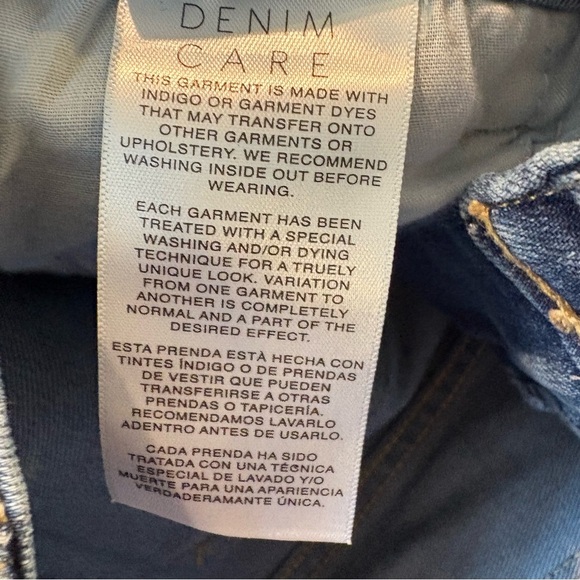 DENIM
CARE
THIS GARMENT IS MADE WITH
INDIGO OR GARMENT DYES
THAT MAY TRANSFER ONTO
OTHER GARMENTS OR
UPHOLSTERY. WE RECOMMEND
WASHING INSIDE OUT BEFORE
WEARING.
EACH GARMENT HAS BEEN
TREATED WITH A SPECIAL
WASHING AND/OR DYING
TECHNIQUE FOR A TRUELY
UNIQUE LOOK. VARIATION
FROM ONE GARMENT TO
ANOTHER IS COMPLETELY
NORMAL AND A PART OF THE
DESIRED EFFECT.
ESTA PRENDA ESTÀ HECHA CON
TINTES ÍNDIGO O DE PRENDAS
DE VESTIR QUE PUEDEN
TRANSFERIRSE A OTRAS
PRENDAS O TAPICERÍA.
RECOMENDAMOS LAVARLO
ADENTRO ANTES DE USARLO.
CADA PRENDA HA SIDO
TRATADA CON UNA TÉCNICA
ESPECIAL DE LAVADO Y/O
MUERTE PARA UNA APARIENCIA
VERDADERAMANTE ÚNICA.